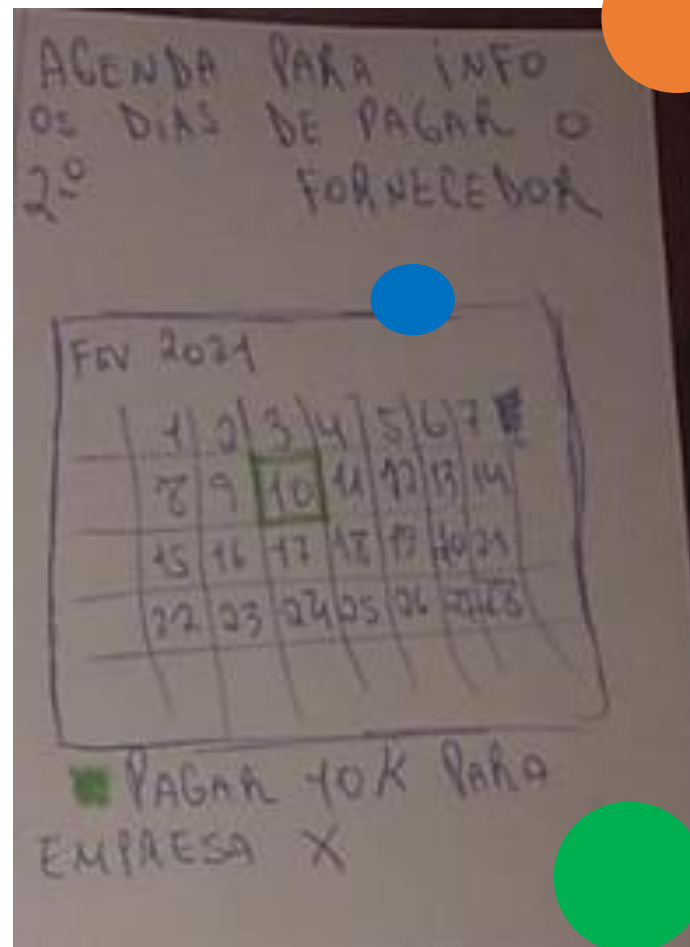 AGENDA PARA INFO
OS DIAS DE PAGAR O
2.º FORNECEDOR
FEV 2021
1 2 3 4 5 6 7
8 9 10 11 12 13 14
15 16 17 18 19 20 21
22 23 24 25 26 27 28
PAGAR 10K PARA
EMPRESA X